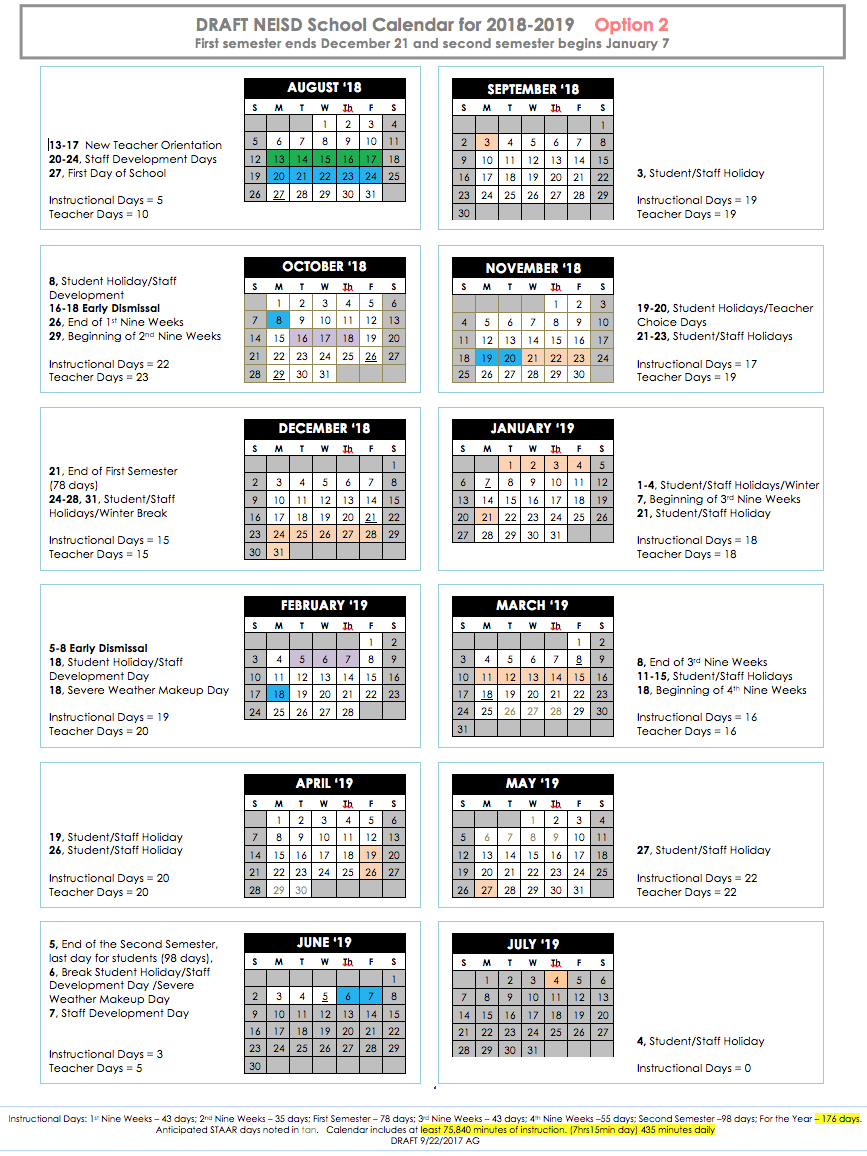 DRAFT NEISD School Calendar for 2018-2019 Option 2
First semester ends December 21 and second semester begins January 7
13-17 New Teacher Orientation
20-24, Staff Development Days
27, First Day of School
Instructional Days = 5
Teacher Days = 10
AUGUST ‘18
S M T W Th F S
1 2 3 4
5 6 7 8 9 10 11
12 13 14 15 16 17 18
19 20 21 22 23 24 25
26 27 28 29 30 31
SEPTEMBER ‘18
S M T W Th F S
1
2 3 4 5 6 7 8
9 10 11 12 13 14 15
16 17 18 19 20 21 22
23 24 25 26 27 28 29
30
3, Student/Staff Holiday
Instructional Days = 19
Teacher Days = 19
8, Student Holiday/Staff
Development
16-18 Early Dismissal
26, End of 1st Nine Weeks
29, Beginning of 2nd Nine Weeks
Instructional Days = 22
Teacher Days = 23
OCTOBER ‘18
S M T W Th F S
1 2 3 4 5 6
7 8 9 10 11 12 13
14 15 16 17 18 19 20
21 22 23 24 25 26 27
28 29 30 31
NOVEMBER ‘18
S M T W Th F S
1 2 3
4 5 6 7 8 9 10
11 12 13 14 15 16 17
18 19 20 21 22 23 24
25 26 27 28 29 30
19-20, Student Holidays/Teacher
Choice Days
21-23, Student/Staff Holidays
Instructional Days = 17
Teacher Days = 19
21, End of First Semester
(78 days)
24-28, 31, Student/Staff
Holidays/Winter Break
Instructional Days = 15
Teacher Days = 15
DECEMBER ‘18
S M T W Th F S
1
2 3 4 5 6 7 8
9 10 11 12 13 14 15
16 17 18 19 20 21 22
23 24 25 26 27 28 29
30 31
JANUARY ‘19
S M T W Th F S
1 2 3 4 5
6 7 8 9 10 11 12
13 14 15 16 17 18 19
20 21 22 23 24 25 26
27 28 29 30 31
1-4, Student/Staff Holidays/Winter
7, Beginning of 3rd Nine Weeks
21, Student/Staff Holiday
Instructional Days = 18
Teacher Days = 18
5-8 Early Dismissal
18, Student Holiday/Staff
Development Day
18, Severe Weather Makeup Day
Instructional Days = 19
Teacher Days = 20
FEBRUARY ‘19
S M T W Th F S
1 2
3 4 5 6 7 8 9
10 11 12 13 14 15 16
17 18 19 20 21 22 23
24 25 26 27 28
MARCH ‘19
S M T W Th F S
1 2
3 4 5 6 7 8 9
10 11 12 13 14 15 16
17 18 19 20 21 22 23
24 25 26 27 28 29 30
31
8, End of 3rd Nine Weeks
11-15, Student/Staff Holidays
18, Beginning of 4th Nine Weeks
Instructional Days = 16
Teacher Days = 16
19, Student/Staff Holiday
26, Student/Staff Holiday
Instructional Days = 20
Teacher Days = 20
APRIL ‘19
S M T W Th F S
1 2 3 4 5 6
7 8 9 10 11 12 13
14 15 16 17 18 19 20
21 22 23 24 25 26 27
28 29 30
MAY ‘19
S M T W Th F S
1 2 3 4
5 6 7 8 9 10 11
12 13 14 15 16 17 18
19 20 21 22 23 24 25
26 27 28 29 30 31
27, Student/Staff Holiday
Instructional Days = 22
Teacher Days = 22
5, End of the Second Semester,
last day for students (98 days),
6, Break Student Holiday/Staff
Development Day /Severe
Weather Makeup Day
7, Staff Development Day
Instructional Days = 3
Teacher Days = 5
JUNE ‘19
S M T W Th F S
1
2 3 4 5 6 7 8
9 10 11 12 13 14 15
16 17 18 19 20 21 22
23 24 25 26 27 28 29
30
JULY ‘19
S M T W Th F S
1 2 3 4 5 6
7 8 9 10 11 12 13
14 15 16 17 18 19 20
21 22 23 24 25 26 27
28 29 30 31
4, Student/Staff Holiday
Instructional Days = 0
Instructional Days: 1st Nine Weeks – 43 days; 2nd Nine Weeks – 35 days; First Semester – 78 days; 3rd Nine Weeks – 43 days; 4th Nine Weeks –55 days; Second Semester –98 days; For the Year – 176 days.
Anticipated STAAR days noted in tan. Calendar includes at least 75,840 minutes of instruction. (7hrs15min day) 435 minutes daily
DRAFT 9/22/2017 AG